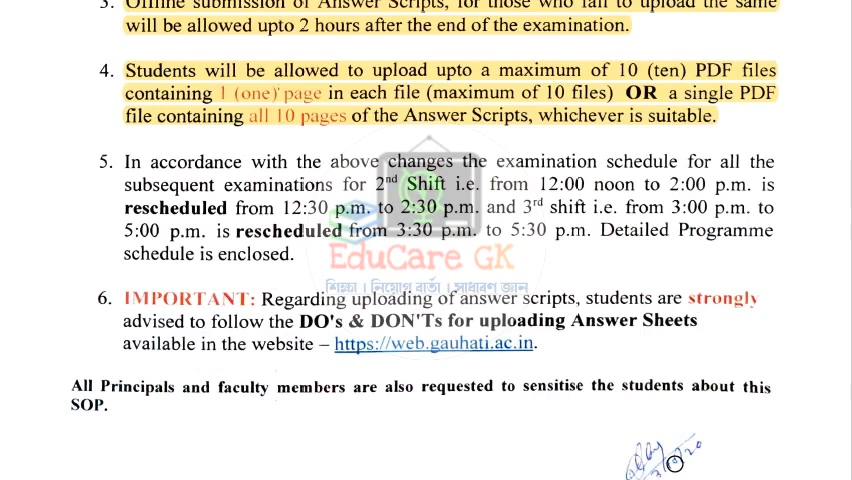 3. Offline submission of Answer Scripts, for those who fail to upload the same
will be allowed upto 2 hours after the end of the examination.
4. Students will be allowed to upload upto a maximum of 10 (ten) PDF files
containing 1 (one)' page in each file (maximum of 10 files) OR a single PDF
file containing all 10 pages of the Answer Scripts, whichever is suitable.
5. In accordance with the above changes the examination schedule for all the
subsequent examinations for 2nd Shift i.e. from 12:00 noon to 2:00 p.m. is
rescheduled from 12:30 p.m. to 2:30 p.m. and 3rd shift i.e. from 3:00 p.m. to
5:00 p.m. is rescheduled from 3:30 p.m. to 5:30 p.m. Detailed Programme
schedule is enclosed.
EduCare GK
শিক্ষা | নিয়োগ বাৰ্তা | সাধাৰণ জ্ঞান
6. IMPORTANT: Regarding uploading of answer scripts, students are strongly
advised to follow the DO's & DON'Ts for uploading Answer Sheets
available in the website – https://web.gauhati.ac.in.
All Principals and faculty members are also requested to sensitise the students about this
SOP.